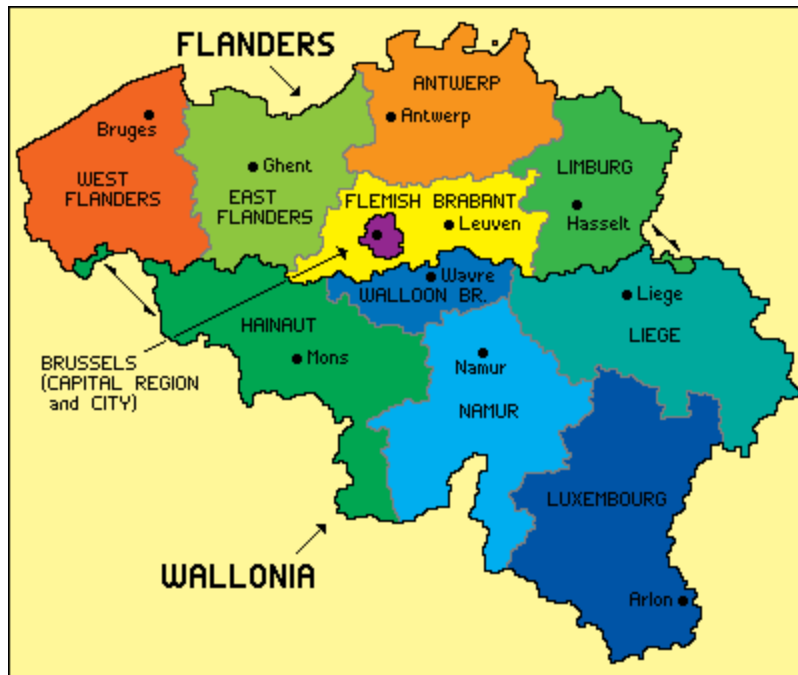 FLANDERS
ANTWERP
Antwerp
Bruges
Ghent
LIMBURG
WEST
FLANDERS
EAST
FLANDERS
FLEMISH BRABANT
Leuven
Hasselt
Wavre
WALLOON BR.
Liege
LIEGE
HAINAUT
Mons
BRUSSELS
(CAPITAL REGION
and CITY)
Namur
NAMUR
LUXEMBOURG
WALLONIA
Arlon